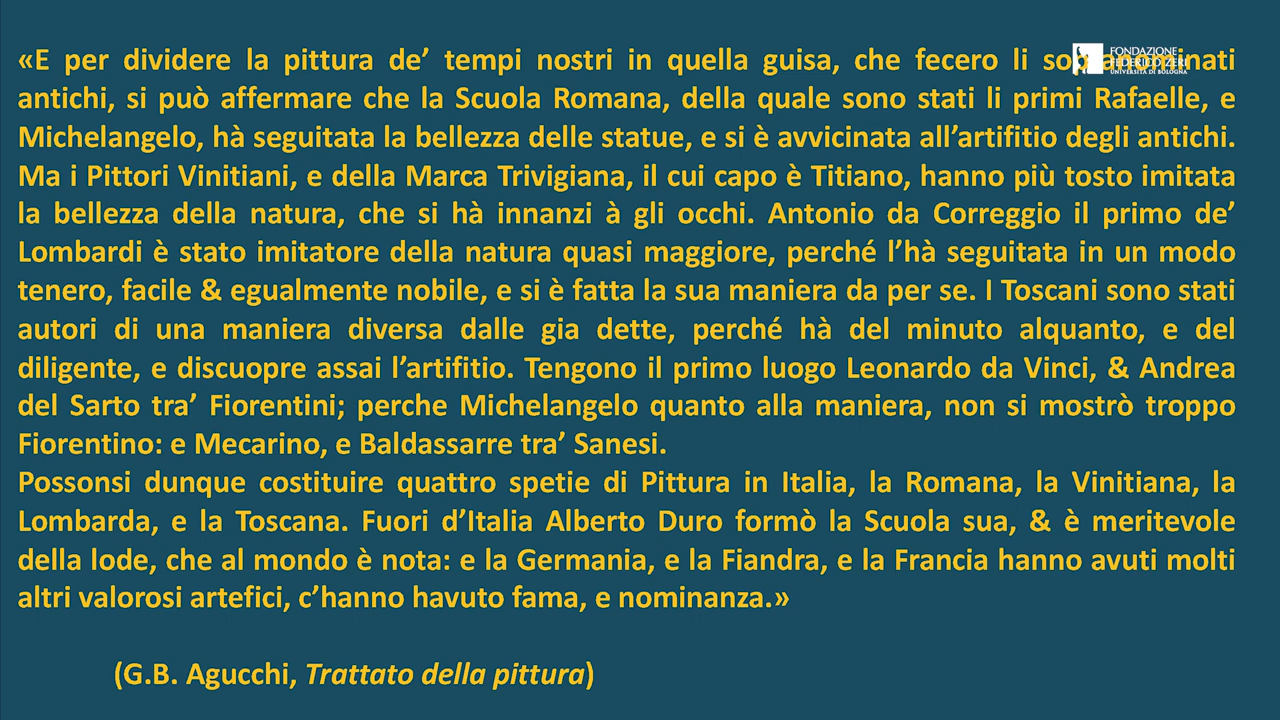 «E per dividere la pittura de’ tempi nostri in quella guisa, che fecero li
antichi, si può affermare che la Scuola Romana, della quale sono stati li primi Rafaelle, e
Michelangelo, hà seguitata la bellezza delle statue, e si è avvicinata all’artifitio degli antichi.
Ma i Pittori Vinitiani, e della Marca Trivigiana, il cui capo è Titiano, hanno più tosto imitata
la bellezza della natura, che si hà innanzi à gli occhi. Antonio da Correggio il primo de’
Lombardi è stato imitatore della natura quasi maggiore, perché l’hà seguitata in un modo
tenero, facile & egualmente nobile, e si è fatta la sua maniera da per se. I Toscani sono stati
autori di una maniera diversa dalle gia dette, perché hà del minuto alquanto, e del
diligente, e discuopre assai l’artifitio. Tengono il primo luogo Leonardo da Vinci, & Andrea
del Sarto tra’ Fiorentini; perche Michelangelo quanto alla maniera, non si mostrò troppo
Fiorentino: e Mecarino, e Baldassarre tra’ Sanesi.
Possonsi dunque costituire quattro spetie di Pittura in Italia, la Romana, la Vinitiana, la
Lombarda, e la Toscana. Fuori d’Italia Alberto Duro formò la Scuola sua, & è meritevole
della lode, che al mondo è nota: e la Germania, e la Fiandra, e la Francia hanno avuti molti
altri valorosi artefici, c’hanno havuto fama, e nominanza.»
(G.B. Agucchi, Trattato della pittura)
FONDAZIONE
FEDERICO ZERI
UNIVERSITÀ DI BOLOGNA